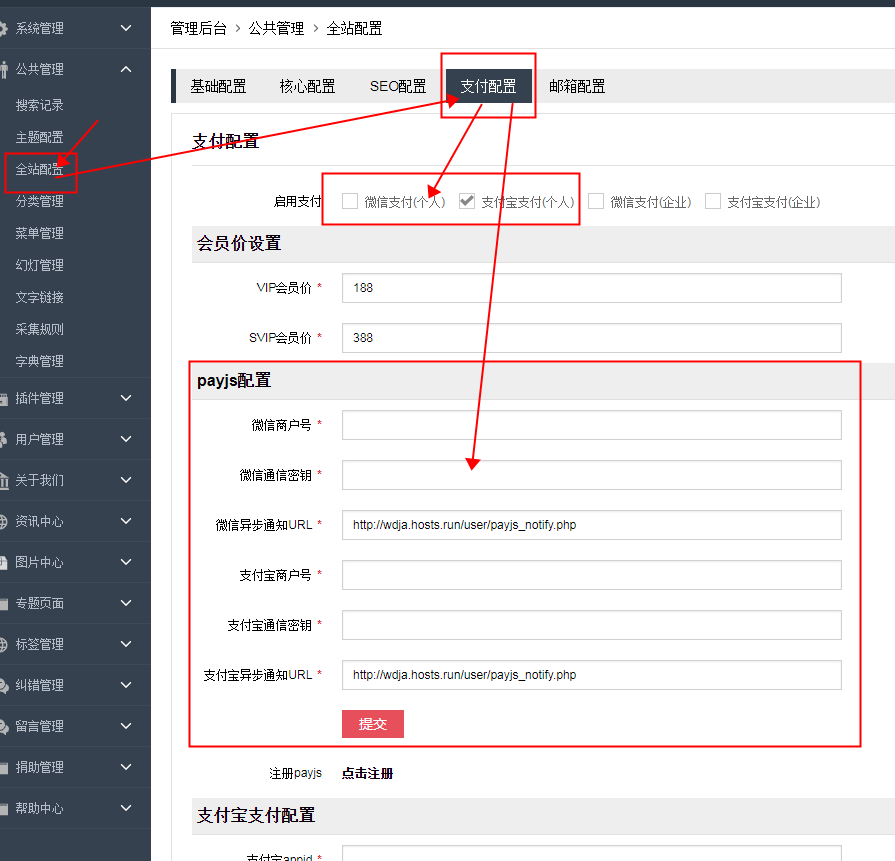 系统管理
公共管理
搜索记录
主题配置
全站配置
分类管理
菜单管理
幻灯管理
文字链接
采集规则
字典管理
插件管理
用户管理
关于我们
资讯中心
图片中心
专题页面
标签管理
纠错管理
留言管理
捐助管理
帮助中心
管理后台 › 公共管理 › 全站配置
基础配置 核心配置 SEO配置 支付配置 邮箱配置
支付配置
启用支付 微信支付(个人) 支付宝支付(个人) 微信支付(企业) 支付宝支付(企业)
会员价设置
VIP会员价 * 188
SVIP会员价 * 388
payjs配置
微信商户号 *
微信通信密钥 *
微信异步通知URL * http://wdja.hosts.run/user/payjs_notify.php
支付宝商户号 *
支付宝通信密钥 *
支付宝异步通知URL * http://wdja.hosts.run/user/payjs_notify.php
提交
注册payjs 点击注册
支付宝支付配置
支付宝appid *